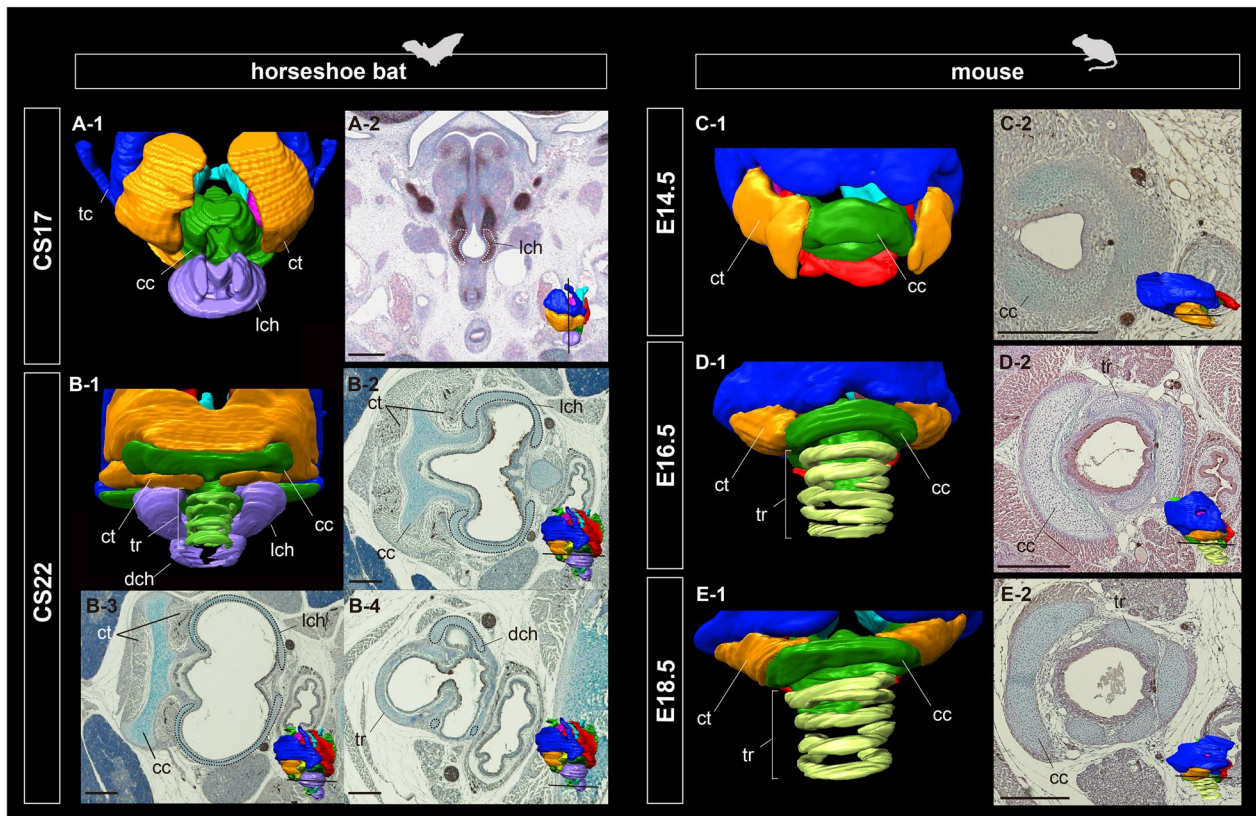 horseshoe bat
mouse
CS17
A-1
tc
cc
ct
lch
A-2
lch
CS22
B-1
ct
tr
dch
cc
lch
B-2
ct
lch
cc
B-3
ct
lch
cc
B-4
dch
tr
E14.5
C-1
ct
cc
C-2
cc
E16.5
D-1
ct
tr
cc
D-2
tr
cc
E18.5
E-1
ct
tr
cc
E-2
tr
cc